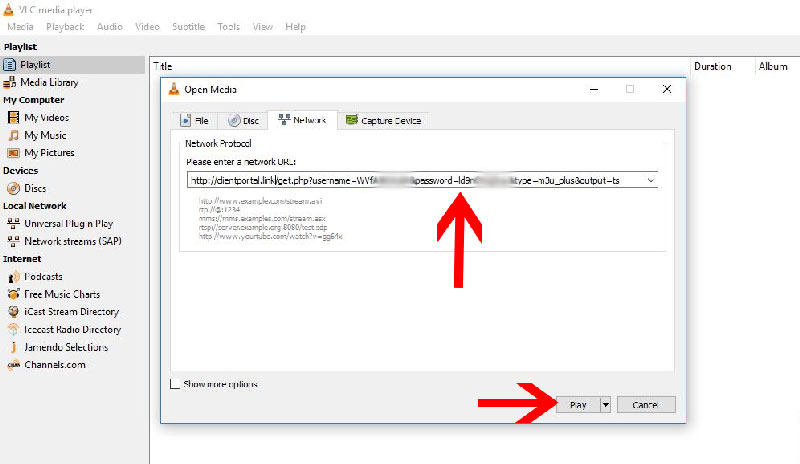 VLC media player
Media Playback Audio Video Subtitle Tools View Help
Playlist
Playlist
Media Library
My Computer
My Videos
My Music
My Pictures
Devices
Discs
Local Network
Universal Plug'n'Play
Network streams (SAP)
Internet
Podcasts
Free Music Charts
iCast Stream Directory
Icecast Radio Directory
Jamendo Selections
Channels.com
Title Duration Album
Open Media
File Disc Network Capture Device
Network Protocol
Please enter a network URL:
http://clientportal.link/get.php?username=WVf password=ld9 &type=m3u_plus&output=ts
http://www.example.com/stream.avi
rtp://@:1234
mms://mms.examples.com/stream.asx
rtsp://server.example.org:8080/test.sdp
http://www.yourtube.com/watch?v=gg64x
Show more options
Play Cancel